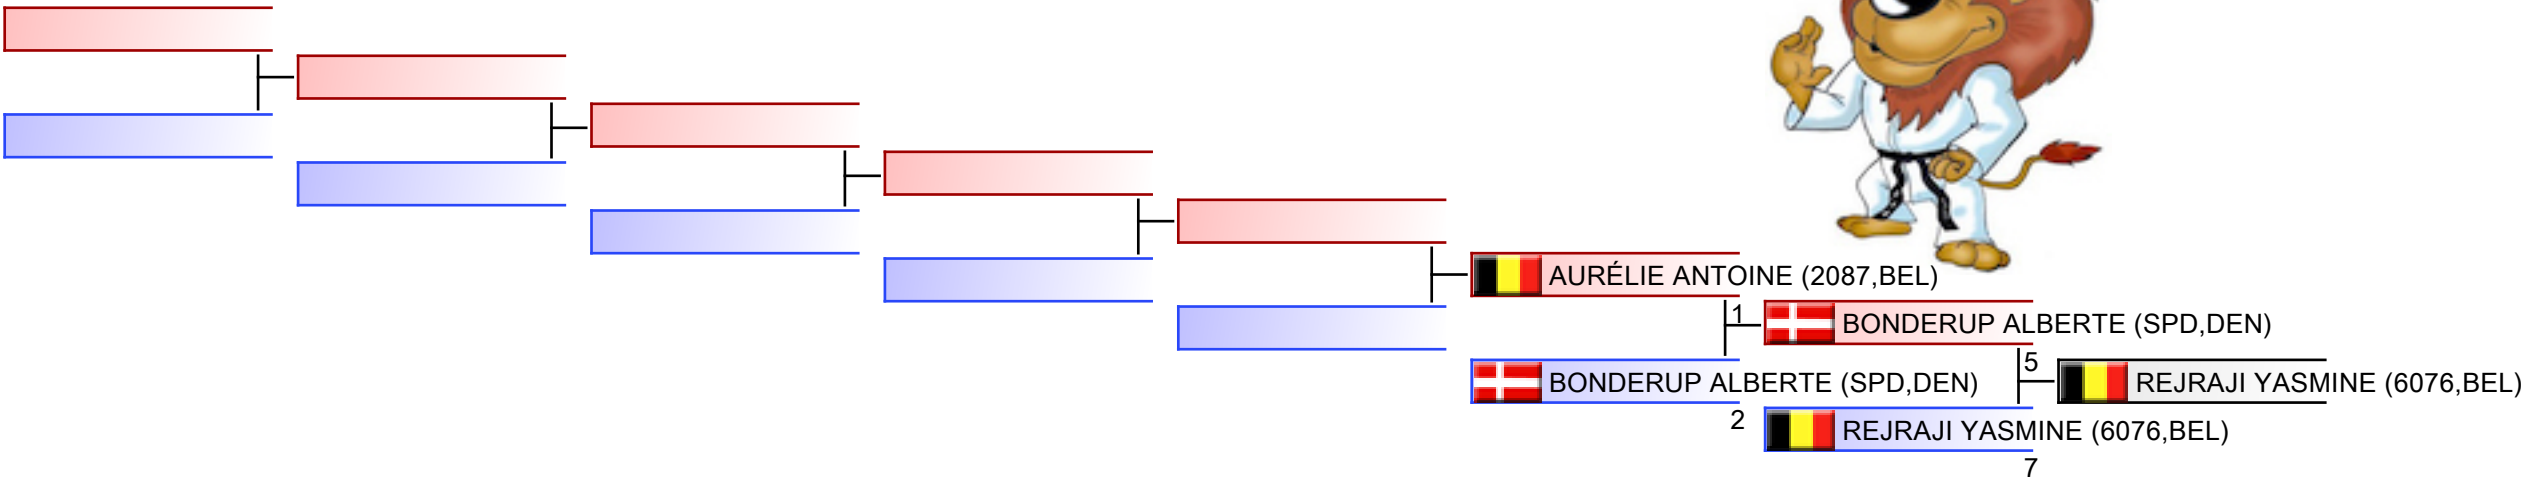 AURÉLIE ANTOINE (2087,BEL)
1
BONDERUP ALBERTE (SPD,DEN)
5
BONDERUP ALBERTE (SPD,DEN)
REJRAJI YASMINE (6076,BEL)
2
REJRAJI YASMINE (6076,BEL)
7